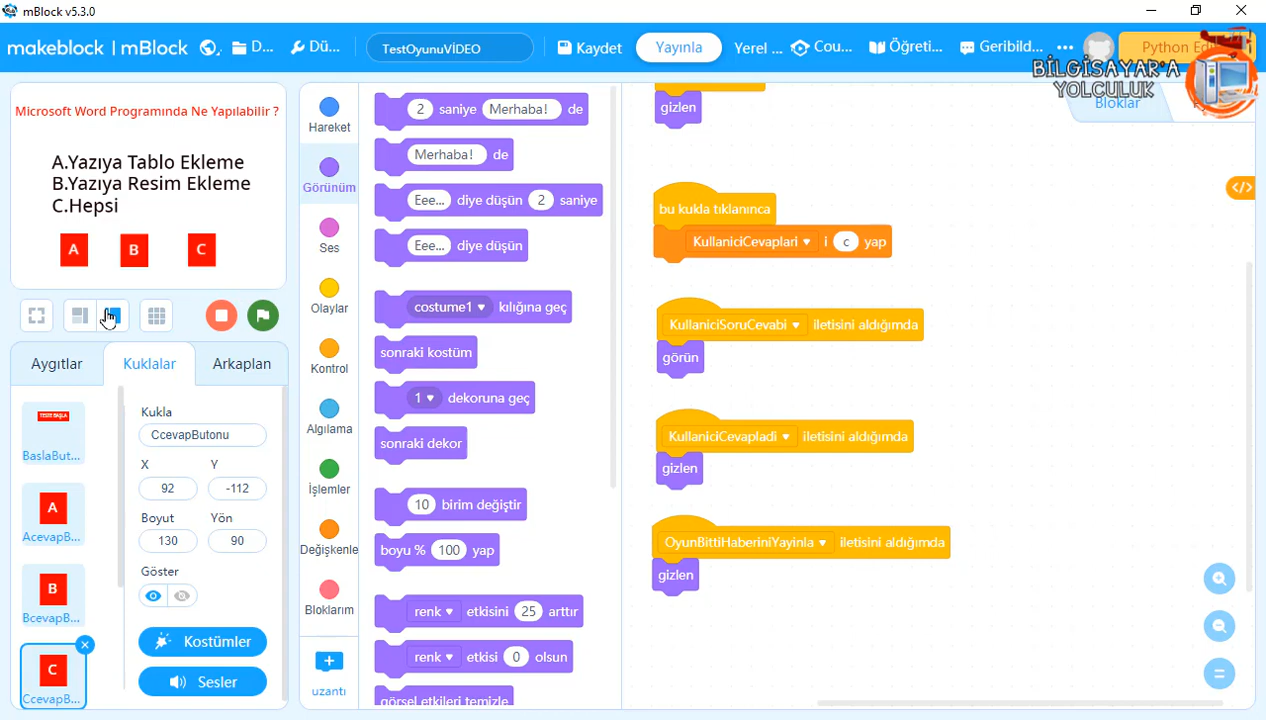 mBlock v5.3.0
makeblock | mBlock
D...
Dü...
TestOyunuVİDEO
Kaydet
Yayınla
Yerel ...
Cou...
Öğreti...
Geribild...
Python Ed
BİLGİSAYAR'A
YOLCULUK
Bloklar
Microsoft Word Programında Ne Yapılabilir ?
A.Yazıya Tablo Ekleme
B.Yazıya Resim Ekleme
C.Hepsi
A
B
C
Aygıtlar
Kuklalar
Arkaplan
TESTE BAŞLA
BaslaBut...
A
AcevapB...
B
BcevapB...
C
CcevapB...
Kukla
CcevapButonu
X
Y
92
-112
Boyut
Yön
130
90
Göster
Kostümler
Sesler
Hareket
Görünüm
Ses
Olaylar
Kontrol
Algılama
İşlemler
Değişkenle
Bloklarım
uzantı
2 saniye Merhaba! de
Merhaba! de
Eee... diye düşün 2 saniye
Eee... diye düşün
costume1 kılığına geç
sonraki kostüm
1 dekoruna geç
sonraki dekor
10 birim değiştir
boyu % 100 yap
renk etkisini 25 arttır
renk etkisi 0 olsun
görsel etkileri temizle
gizlen
bu kukla tıklanınca
KullaniciCevaplari i c yap
KullaniciSoruCevabi iletisini aldığımda
görün
KullaniciCevapladi iletisini aldığımda
gizlen
OyunBittiHaberiniYayinla iletisini aldığımda
gizlen